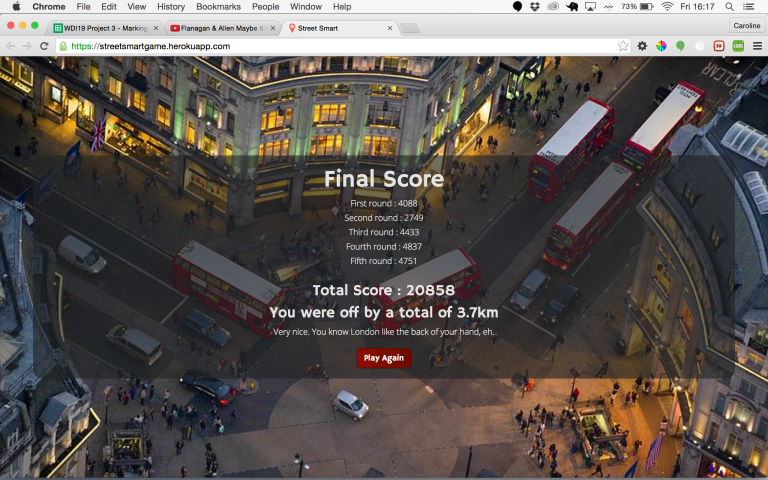 Chrome File Edit View History Bookmarks People Window Help 73% Fri 16:17
WDI19 Project 3 - Marking Flanagan & Allen Maybe it' Street Smart Caroline
https://streetsmartgame.herokuapp.com
Final Score
First round : 4088
Second round : 2749
Third round : 4433
Fourth round : 4837
Fifth round : 4751
Total Score : 20858
You were off by a total of 3.7km
Very nice. You know London like the back of your hand, eh.
Play Again